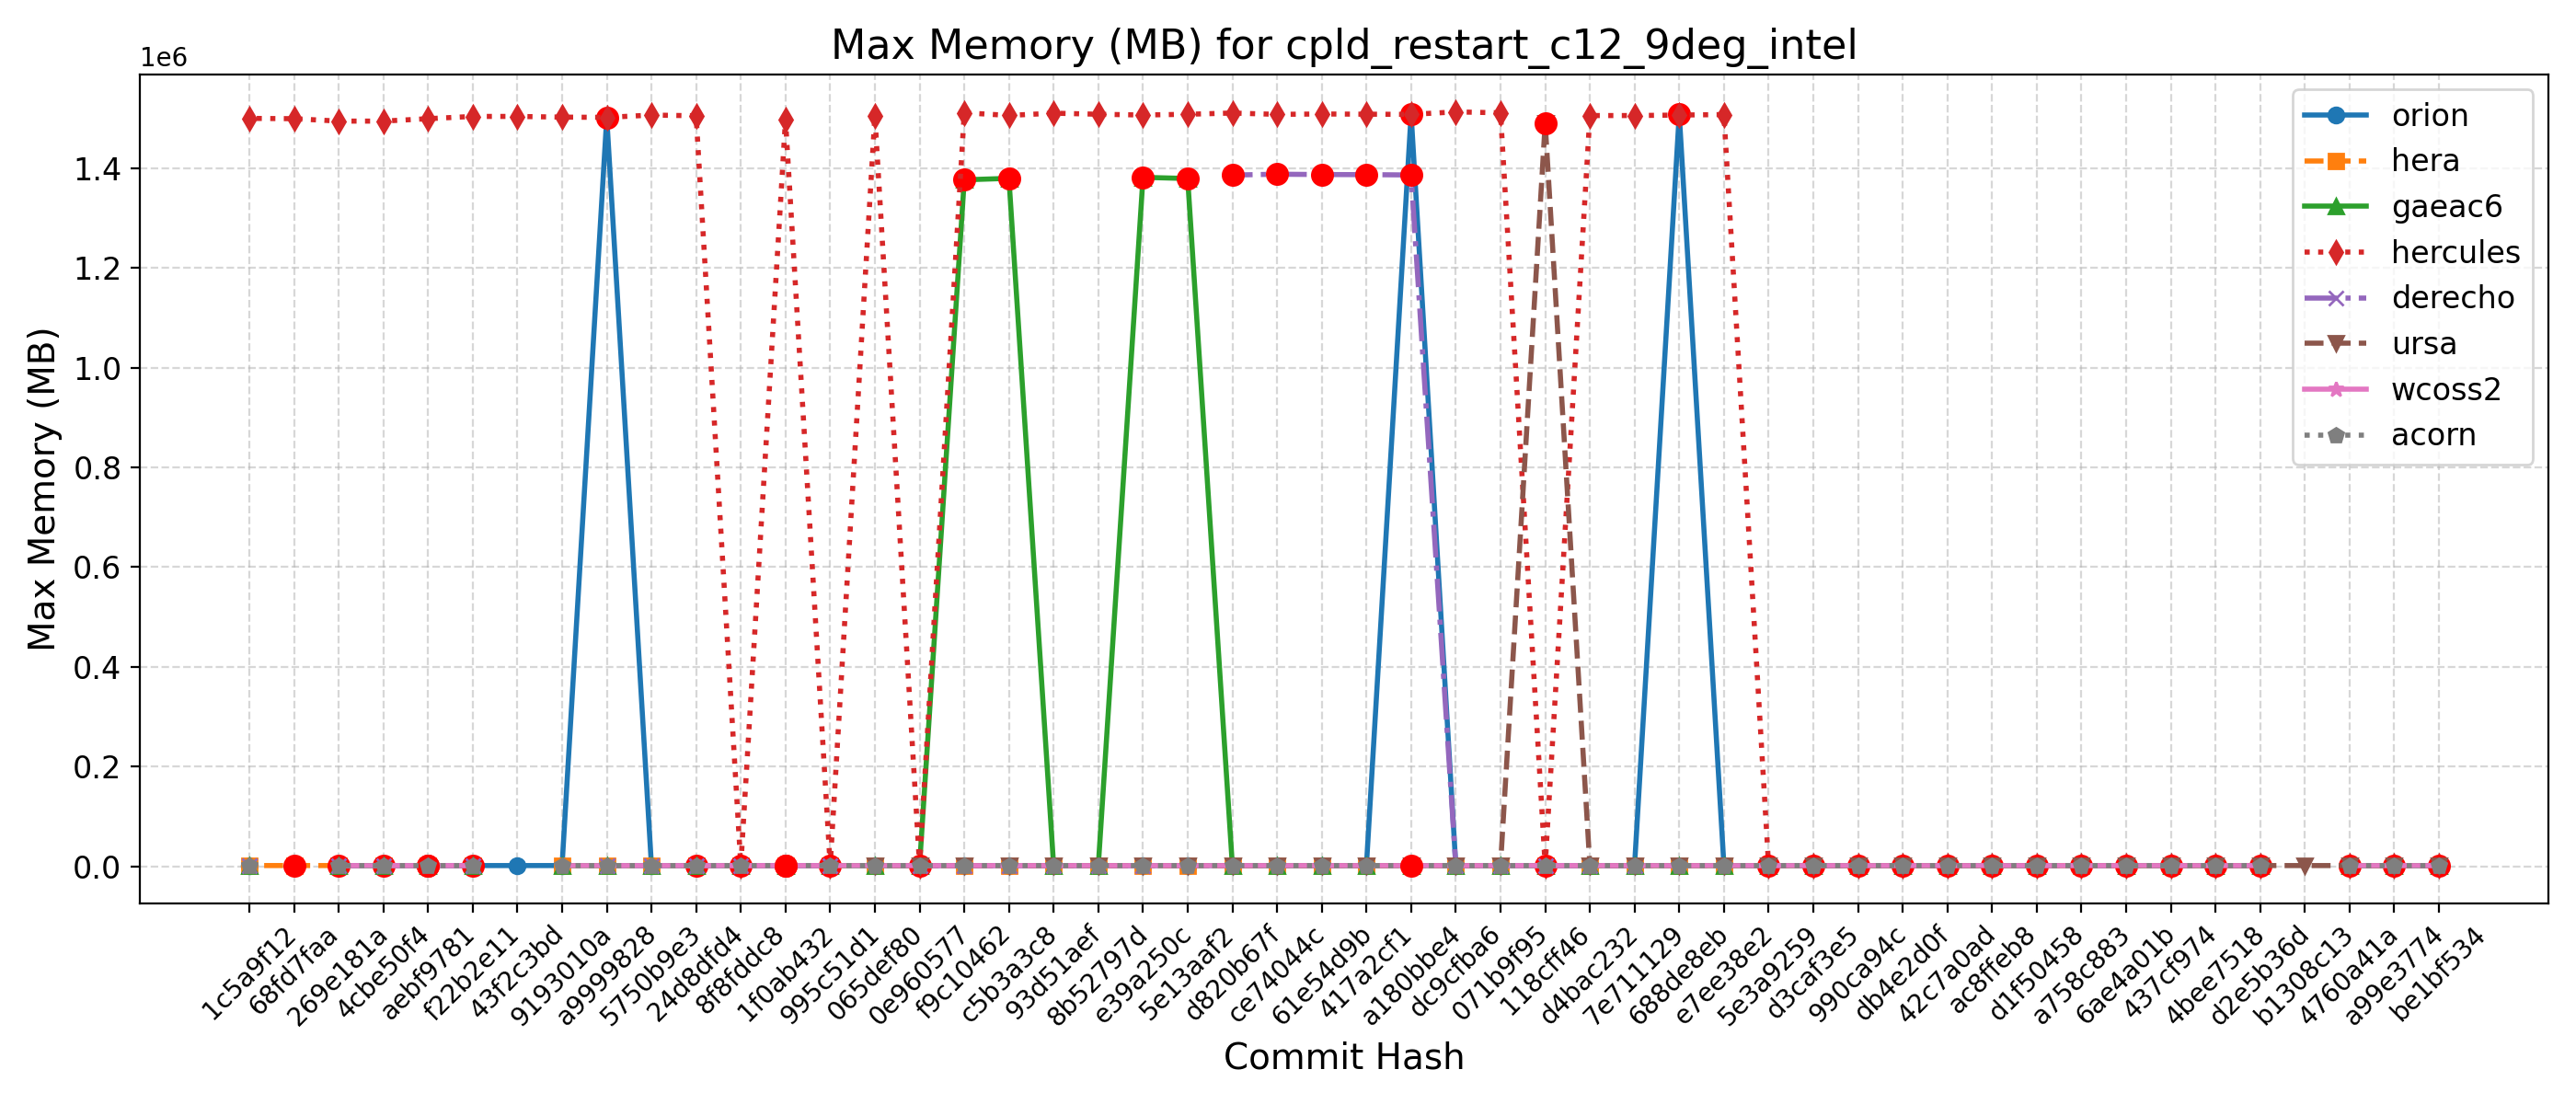 Max Memory (MB) for cpld_restart_c12_9deg_intel
1e6
1.4
1.2
1.0
0.8
0.6
0.4
0.2
0.0
Max Memory (MB)
orion
hera
gaeac6
hercules
derecho
ursa
wcoss2
acorn
1c5a9f12
68fd7faa
269e181a
4cbe50f4
aebf9781
f22b2e11
43f2c3bd
9193010a
a9999828
5750b9e3
24d8dfd4
8f8fddc8
1f0ab432
995c51d1
065def80
0e960577
f9c10462
c5b3a3c8
93d51aef
8b52797d
e39a250c
5e13aaf2
d820b67f
ce74044c
61e54d9b
417a2cf1
a180bbe4
dc9cfba6
071b9f95
118cff46
d4bac232
7e711129
688de8eb
e7ee38e2
5e3a9259
d3caf3e5
990ca94c
db4e2d0f
42c7a0ad
ac8ffeb8
d1f50458
a758c883
6ae4a01b
437cf974
4bee7518
d2e5b36d
b1308c13
4760a41a
a99e3774
be1bf534
Commit Hash